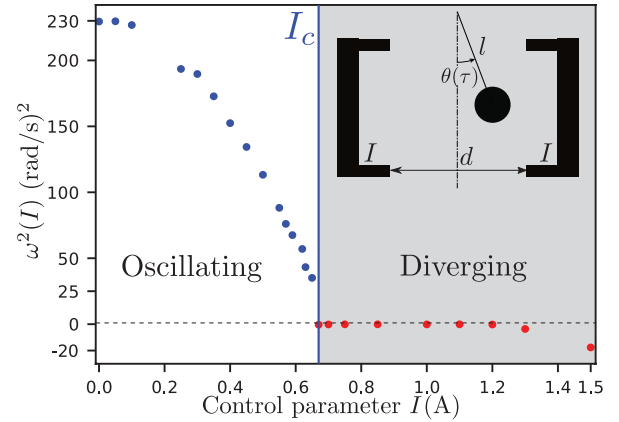 230
200
150
100
50
25
0
-20
ω²(I) (rad/s)²
I_c
l
θ(τ)
I
d
I
Oscillating
Diverging
0.0
0.2
0.4
0.6
0.8
1.0
1.2
1.4
1.5
Control parameter I(A)